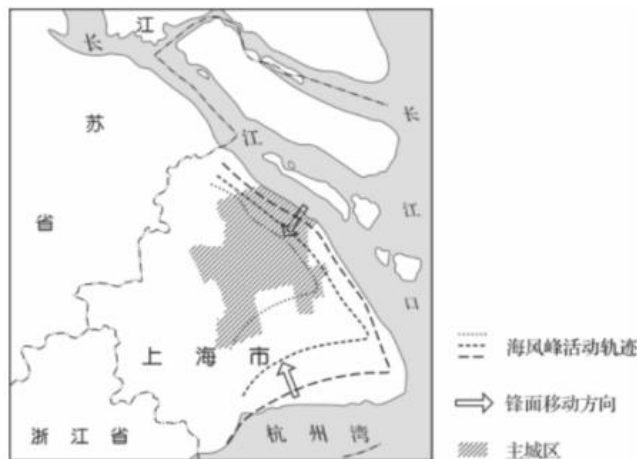 长江
苏
省
江
长江口
上海市
浙江省
杭州湾
海风峰活动轨迹
锋面移动方向
主城区